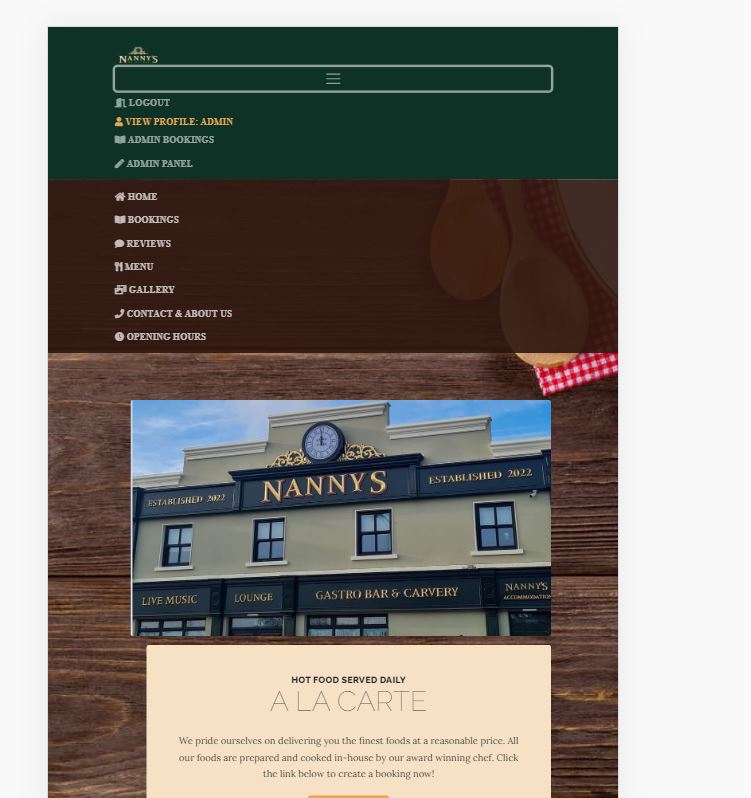 NANNY'S
LOGOUT
VIEW PROFILE: ADMIN
ADMIN BOOKINGS
ADMIN PANEL
HOME
BOOKINGS
REVIEWS
MENU
GALLERY
CONTACT & ABOUT US
OPENING HOURS
ESTABLISHED 2022
NANNYS
ESTABLISHED 2022
LIVE MUSIC
LOUNGE
GASTRO BAR & CARVERY
NANNY'S
ACCOMMODATION
HOT FOOD SERVED DAILY
A LA CARTE
We pride ourselves on delivering you the finest foods at a reasonable price. All
our foods are prepared and cooked in-house by our award winning chef. Click
the link below to create a booking now!